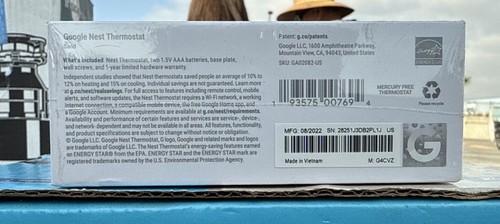 Google Nest Thermostat
Sand
What's included: Nest Thermostat, two 1.5V AAA batteries, base plate,
wall screws, and 1-year limited hardware warranty.
Independent studies showed that thermostats saved people an average of 10% to
12% on heating and 15% on cooling. Individual savings are not guaranteed. Learn more
at g.co/nest/realsavings. For full feature access to features including remote control, mobile
alerts, and software updates, the Nest Thermostat requires a Wi-Fi network, a working
Internet connection, a compatible mobile device, the free Google Home app, and a
Google Account. Minimum requirements are available at g.co/nest/requirements.
Availability and performance of certain features and services are service-, device-,
and network-dependent and may not be available in all areas. All features, functionality,
and product specifications are subject to change without notice or obligation.
© Google LLC. Google Nest Thermostat, G logo, Google and related marks and logos
are trademarks of Google LLC. The Nest Thermostat's energy-saving features earned
an ENERGY STAR® from the EPA. ENERGY STAR and the ENERGY STAR mark are
registered trademarks owned by the U.S. Environmental Protection Agency.
Patent: g.co/patents.
Google LLC, 1600 Amphitheatre Parkway,
Mountain View, CA, 94043, United States
SKU: GA02082-US
93575 00769 4
MERCURY FREE
THERMOSTAT
Please
recycle
MFG: 08/2022 SN: 28251J3DB2PL1J US
Made in Vietnam M: G4CVZ
G